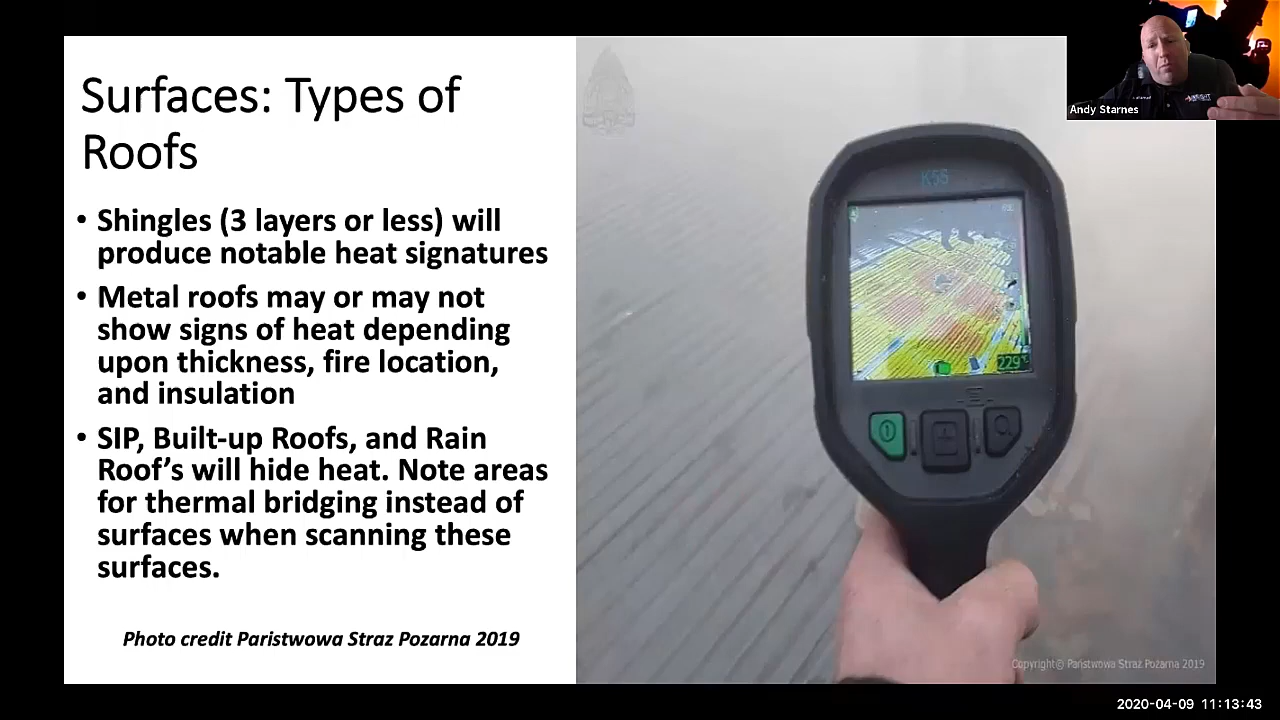 Surfaces: Types of
Roofs
• Shingles (3 layers or less) will
produce notable heat signatures
• Metal roofs may or may not
show signs of heat depending
upon thickness, fire location,
and insulation
• SIP, Built-up Roofs, and Rain
Roof's will hide heat. Note areas
for thermal bridging instead of
surfaces when scanning these
surfaces.
Photo credit Paristwowa Straz Pozarna 2019
K55
229°
Copyright© Państwowa Straż Pożarna 2019
Andy Starnes
2020-04-09 11:13:43